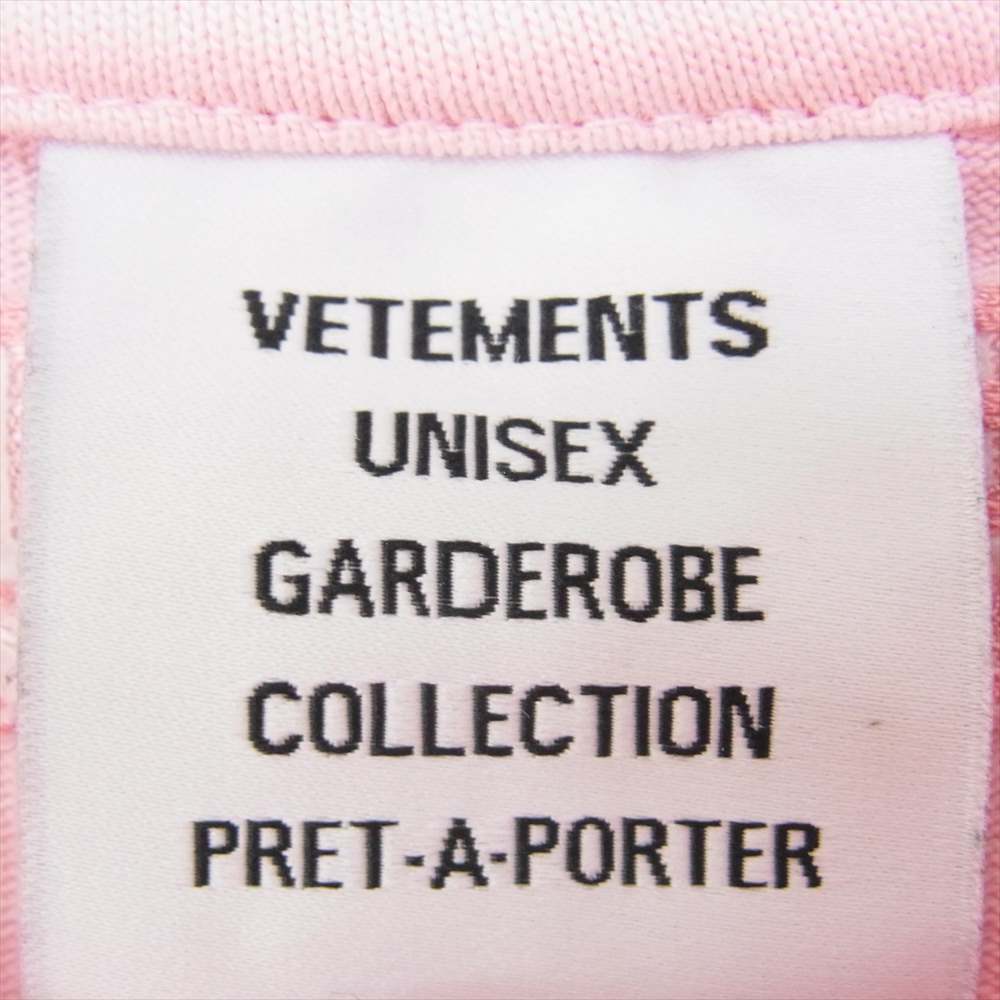 VETEMENTS
UNISEX
GARDEROBE
COLLECTION
PRET-A-PORTER